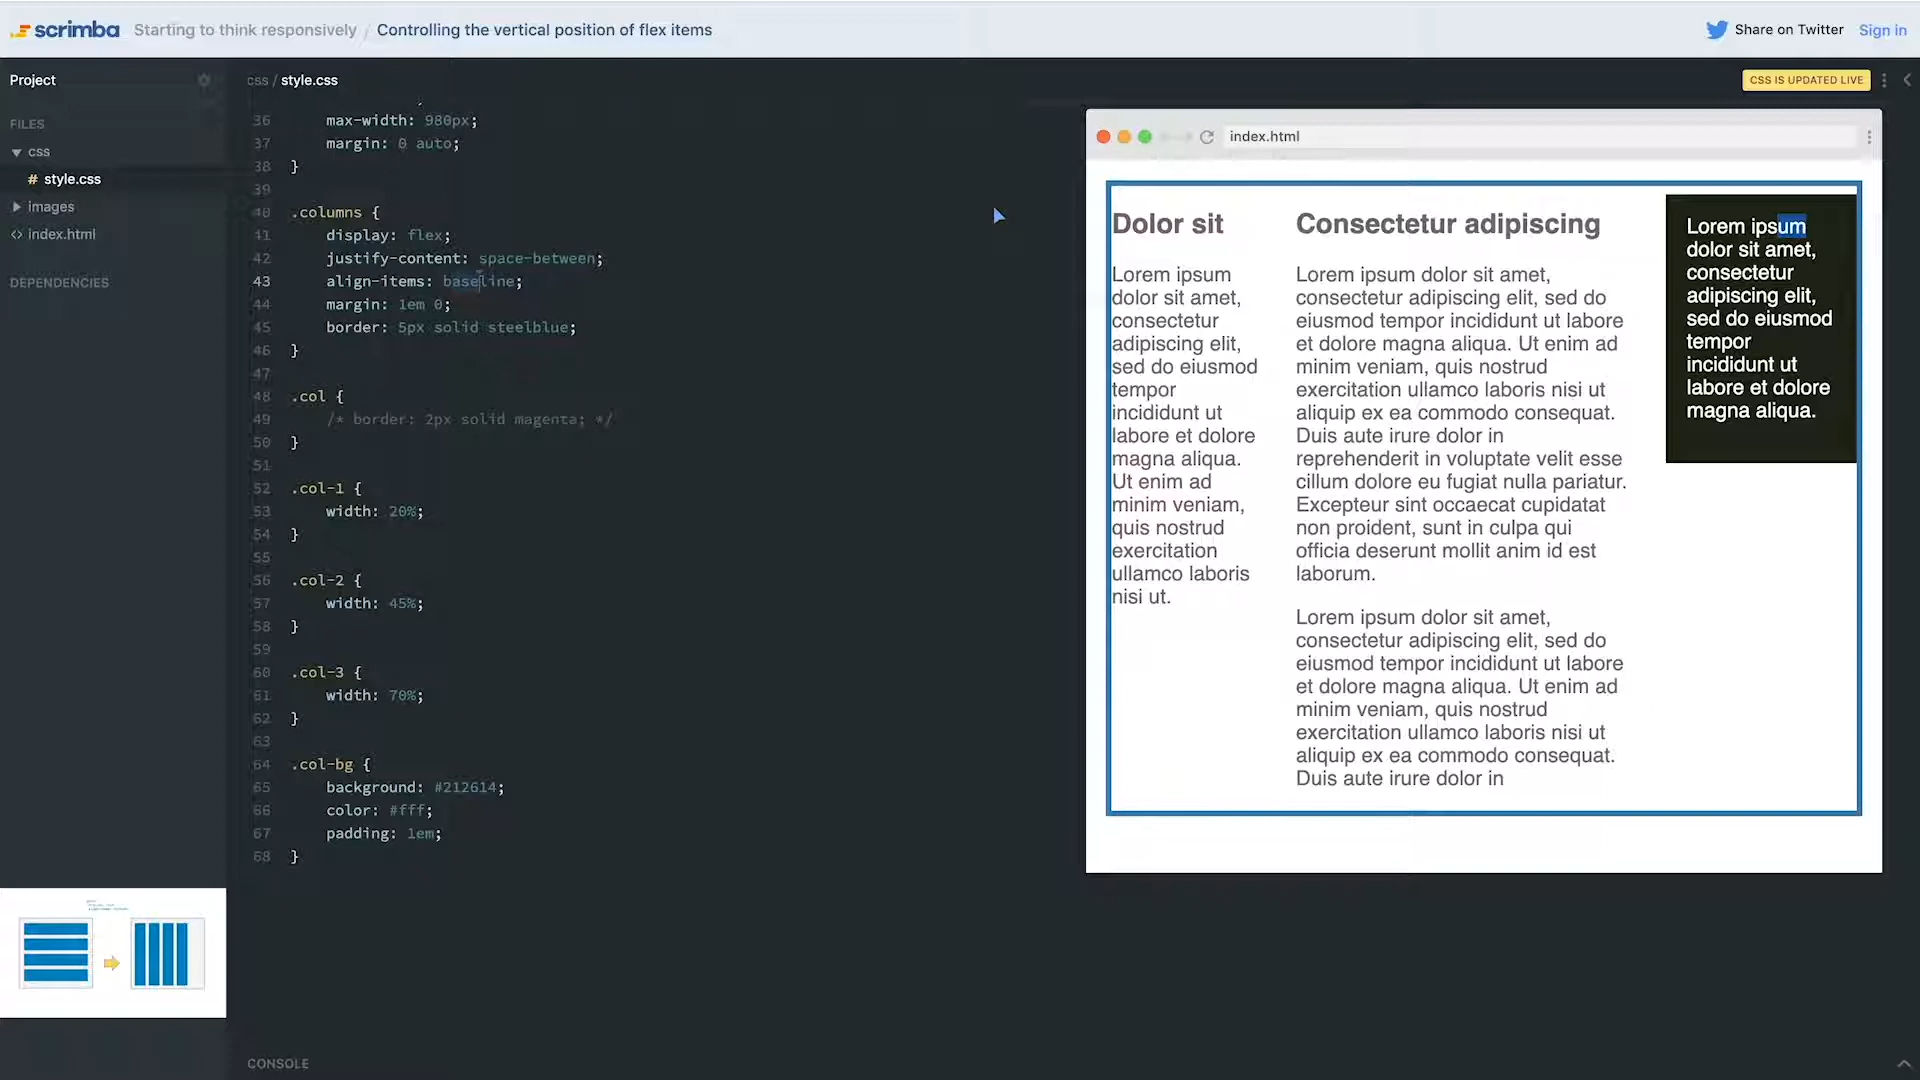 scrimba Starting to think responsively / Controlling the vertical position of flex items
Share on Twitter Sign in
Project
css / style.css
CSS IS UPDATED LIVE
FILES
css
# style.css
images
<> index.html
DEPENDENCIES
36 max-width: 980px;
37 margin: 0 auto;
38 }
39
40 .columns {
41 display: flex;
42 justify-content: space-between;
43 align-items: baseline;
44 margin: 1em 0;
45 border: 5px solid steelblue;
46 }
47
48 .col {
49 /* border: 2px solid magenta; */
50 }
51
52 .col-1 {
53 width: 20%;
54 }
55
56 .col-2 {
57 width: 45%;
58 }
59
60 .col-3 {
61 width: 70%;
62 }
63
64 .col-bg {
65 background: #212614;
66 color: #fff;
67 padding: 1em;
68 }
index.html
Dolor sit
Lorem ipsum
dolor sit amet,
consectetur
adipiscing elit,
sed do eiusmod
tempor
incididunt ut
labore et dolore
magna aliqua.
Ut enim ad
minim veniam,
quis nostrud
exercitation
ullamco laboris
nisi ut.
Consectetur adipiscing
Lorem ipsum dolor sit amet,
consectetur adipiscing elit, sed do
eiusmod tempor incididunt ut labore
et dolore magna aliqua. Ut enim ad
minim veniam, quis nostrud
exercitation ullamco laboris nisi ut
aliquip ex ea commodo consequat.
Duis aute irure dolor in
reprehenderit in voluptate velit esse
cillum dolore eu fugiat nulla pariatur.
Excepteur sint occaecat cupidatat
non proident, sunt in culpa qui
officia deserunt mollit anim id est
laborum.
Lorem ipsum dolor sit amet,
consectetur adipiscing elit, sed do
eiusmod tempor incididunt ut labore
et dolore magna aliqua. Ut enim ad
minim veniam, quis nostrud
exercitation ullamco laboris nisi ut
aliquip ex ea commodo consequat.
Duis aute irure dolor in
Lorem ipsum
dolor sit amet,
consectetur
adipiscing elit,
sed do eiusmod
tempor
incididunt ut
labore et dolore
magna aliqua.
CONSOLE